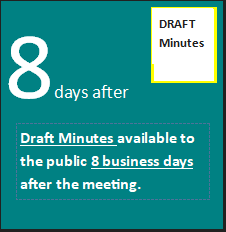 DRAFT
Minutes
8 days after
Draft Minutes available to
the public 8 business days
after the meeting.